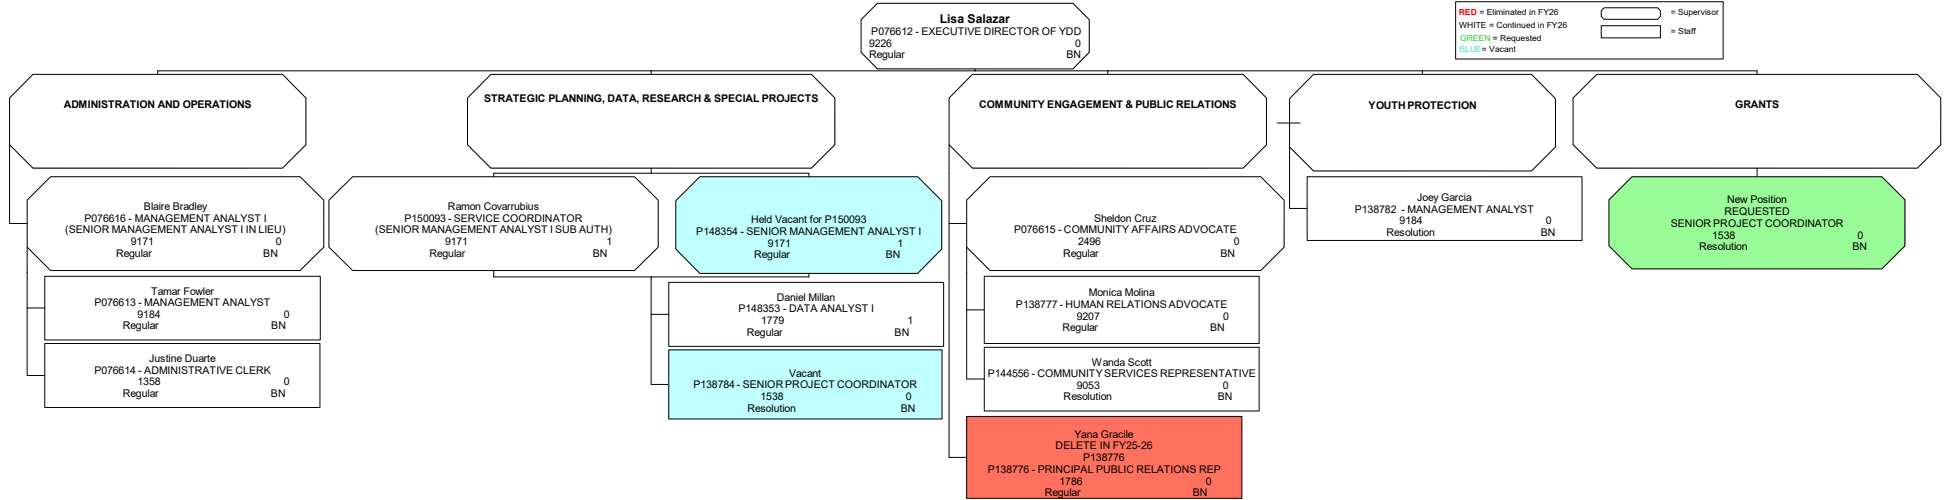 Lisa Salazar
P076612 - EXECUTIVE DIRECTOR OF YDD
9226 0
Regular BN
RED = Eliminated in FY26
WHITE = Continued in FY26
GREEN = Requested
BLUE= Vacant
= Supervisor
= Staff
ADMINISTRATION AND OPERATIONS
STRATEGIC PLANNING, DATA, RESEARCH & SPECIAL PROJECTS
COMMUNITY ENGAGEMENT & PUBLIC RELATIONS
YOUTH PROTECTION
GRANTS
Blaire Bradley
P076616 - MANAGEMENT ANALYST I
(SENIOR MANAGEMENT ANALYST I IN LIEU)
9171 0
Regular BN
Tamar Fowler
P076613 - MANAGEMENT ANALYST
9184 0
Regular BN
Justine Duarte
P076614 - ADMINISTRATIVE CLERK
1358 0
Regular BN
Ramon Covarrubius
P150093 - SERVICE COORDINATOR
(SENIOR MANAGEMENT ANALYST I SUB AUTH)
9171 1
Regular BN
Held Vacant for P150093
P148354 - SENIOR MANAGEMENT ANALYST I
9171 1
Regular BN
Daniel Millan
P148353 - DATA ANALYST I
1779 1
Regular BN
Vacant
P138784 - SENIOR PROJECT COORDINATOR
1538 0
Resolution BN
Sheldon Cruz
P076615 - COMMUNITY AFFAIRS ADVOCATE
2496 0
Regular BN
Monica Molina
P138777 - HUMAN RELATIONS ADVOCATE
9207 0
Regular BN
Wanda Scott
P144556 - COMMUNITY SERVICES REPRESENTATIVE
9053 0
Resolution BN
Yana Gracile
DELETE IN FY25-26
P138776
P138776 - PRINCIPAL PUBLIC RELATIONS REP
1786 0
Regular BN
Joey Garcia
P138782 - MANAGEMENT ANALYST
9184 0
Resolution BN
New Position
REQUESTED
SENIOR PROJECT COORDINATOR
1538 0
Resolution BN